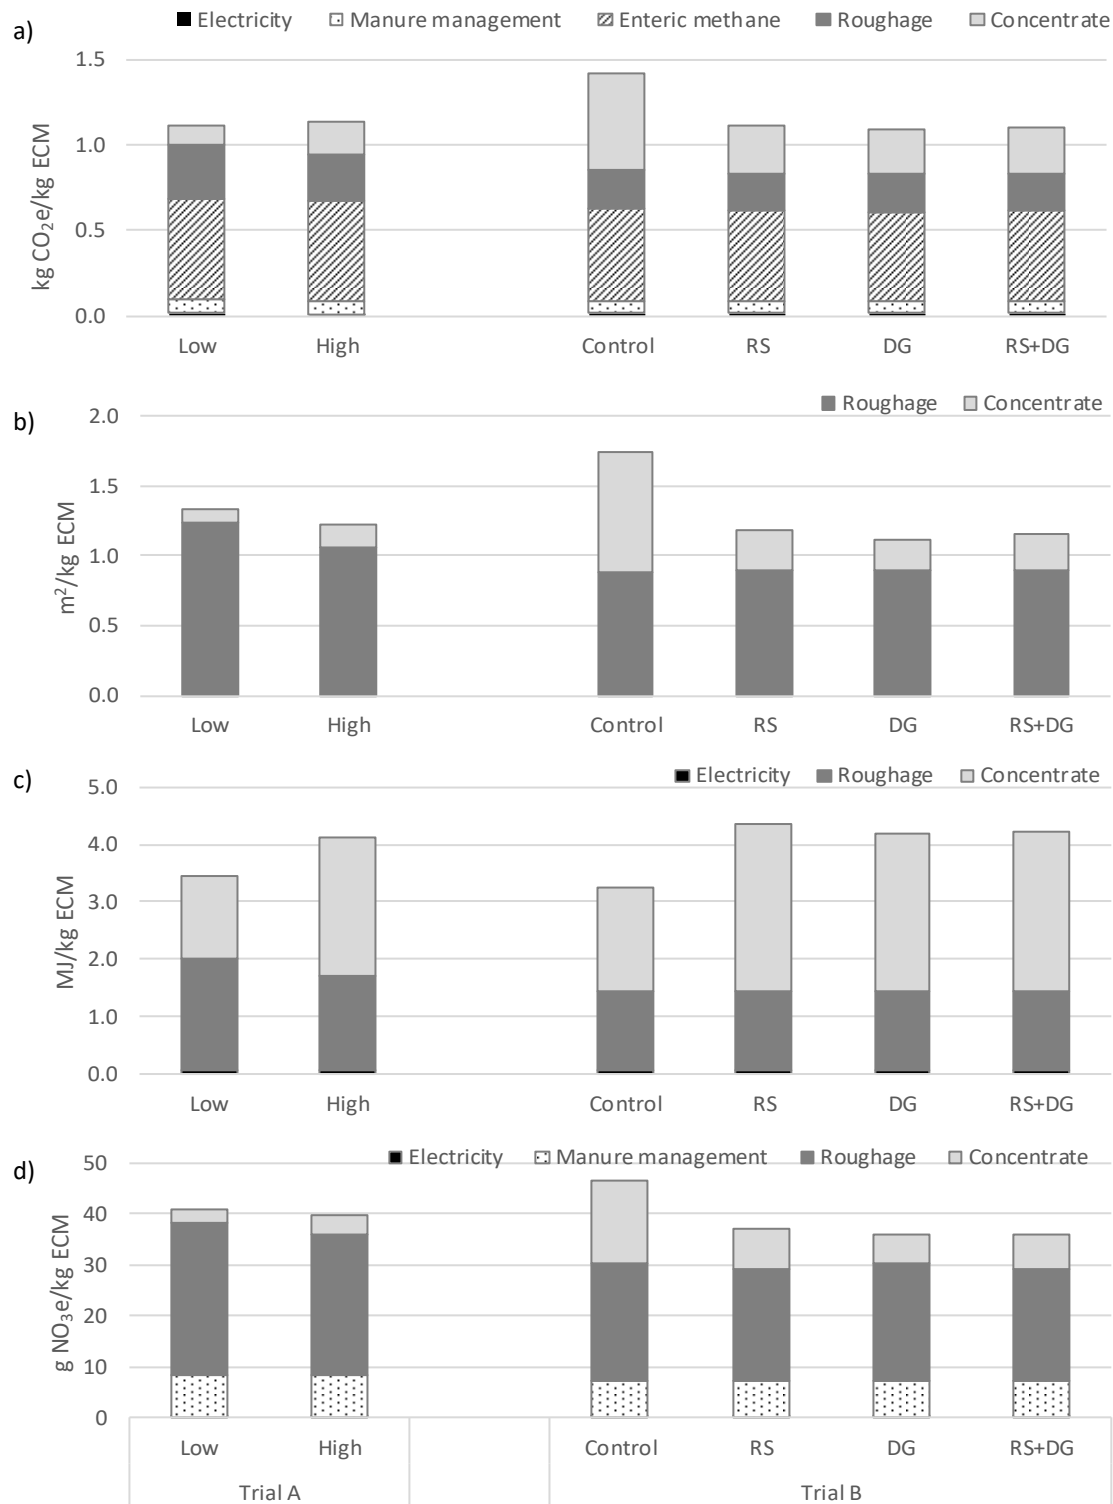 a)
Electricity Manure management Enteric methane Roughage Concentrate
kg CO₂e/kg ECM
1.5
1.0
0.5
0.0
Low High Control RS DG RS+DG
b)
Roughage Concentrate
m²/kg ECM
2.0
1.5
1.0
0.5
0.0
Low High Control RS DG RS+DG
c)
Electricity Roughage Concentrate
MJ/kg ECM
5.0
4.0
3.0
2.0
1.0
0.0
Low High Control RS DG RS+DG
d)
Electricity Manure management Roughage Concentrate
g NO₃e/kg ECM
50
40
30
20
10
0
Low High Control RS DG RS+DG
Trial A Trial B